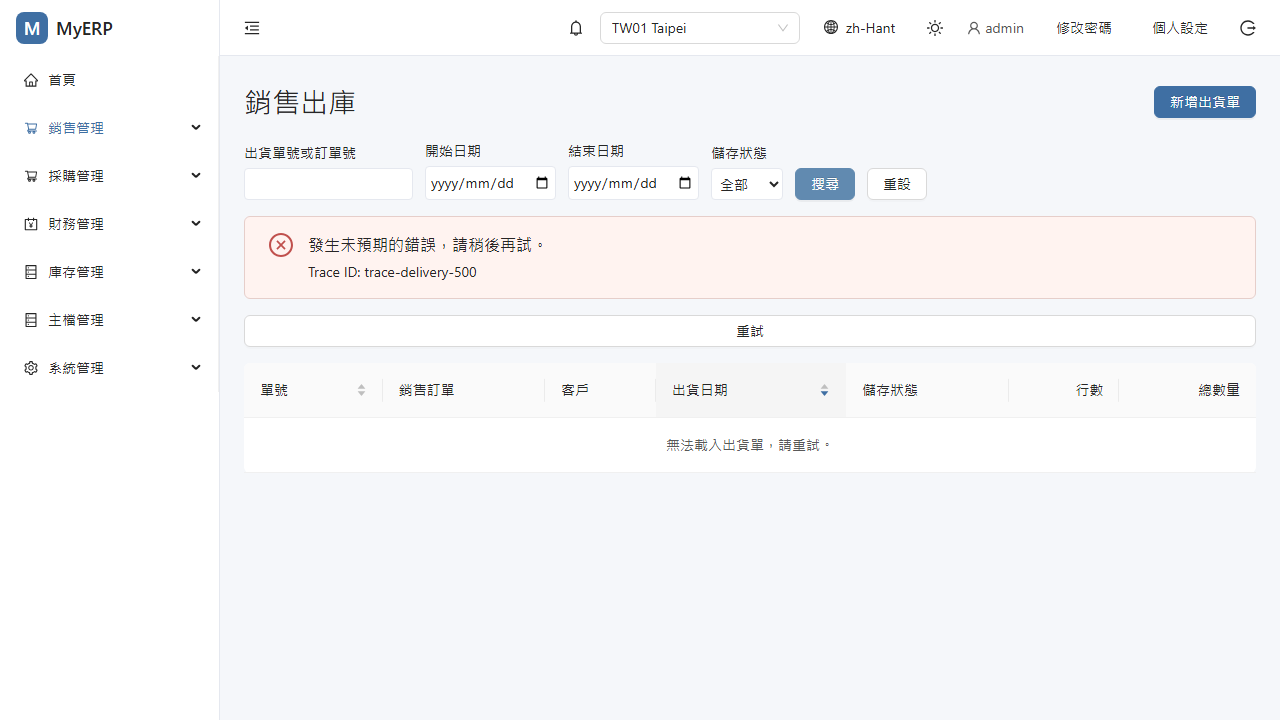 M MyERP
TW01 Taipei
zh-Hant
admin
修改密碼
個人設定
首頁
銷售管理
採購管理
財務管理
庫存管理
主檔管理
系統管理
銷售出庫
新增出貨單
出貨單號或訂單號
開始日期
結束日期
儲存狀態
yyyy/mm/dd
yyyy/mm/dd
全部
搜尋
重設
發生未預期的錯誤，請稍後再試。
Trace ID: trace-delivery-500
重試
單號
銷售訂單
客戶
出貨日期
儲存狀態
行數
總數量
無法載入出貨單，請重試。